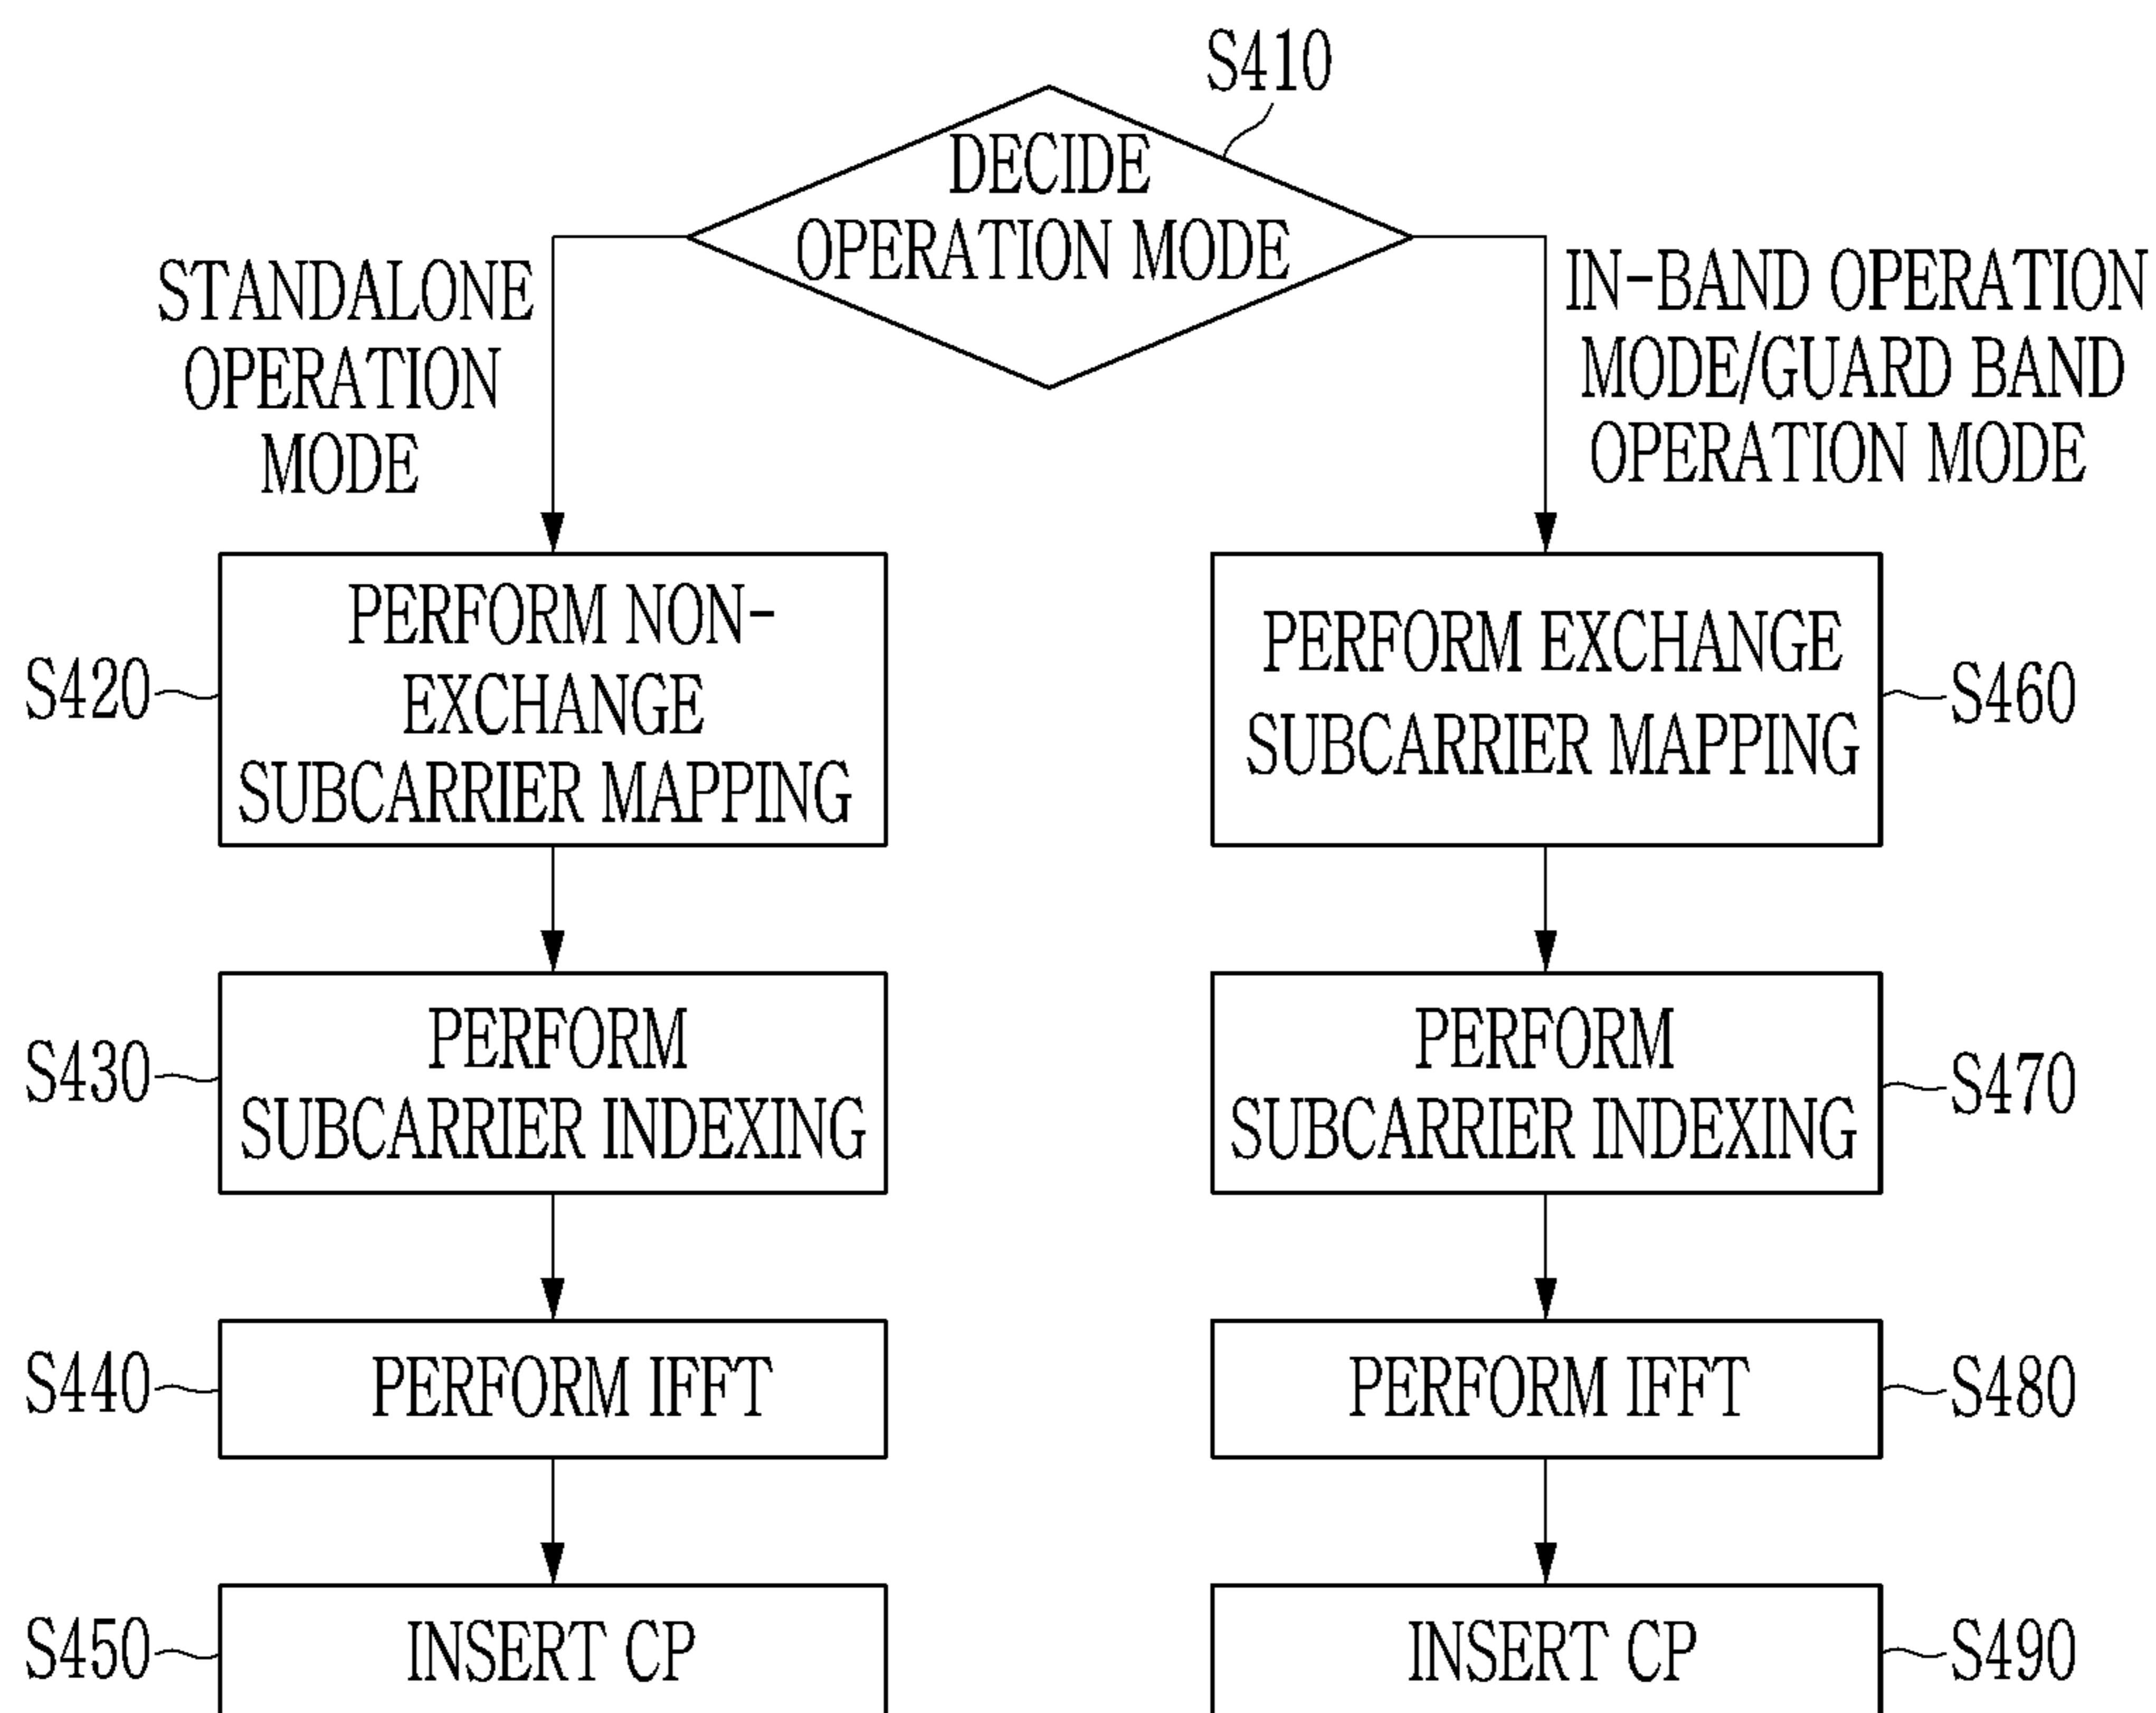 S410
DECIDE
OPERATION MODE
STANDALONE
OPERATION
MODE
IN-BAND OPERATION
MODE/GUARD BAND
OPERATION MODE
PERFORM NON-
EXCHANGE
SUBCARRIER MAPPING
S420
PERFORM EXCHANGE
SUBCARRIER MAPPING
S460
PERFORM
SUBCARRIER INDEXING
S430
PERFORM
SUBCARRIER INDEXING
S470
S440
PERFORM IFFT
PERFORM IFFT
S480
S450
INSERT CP
INSERT CP
S490